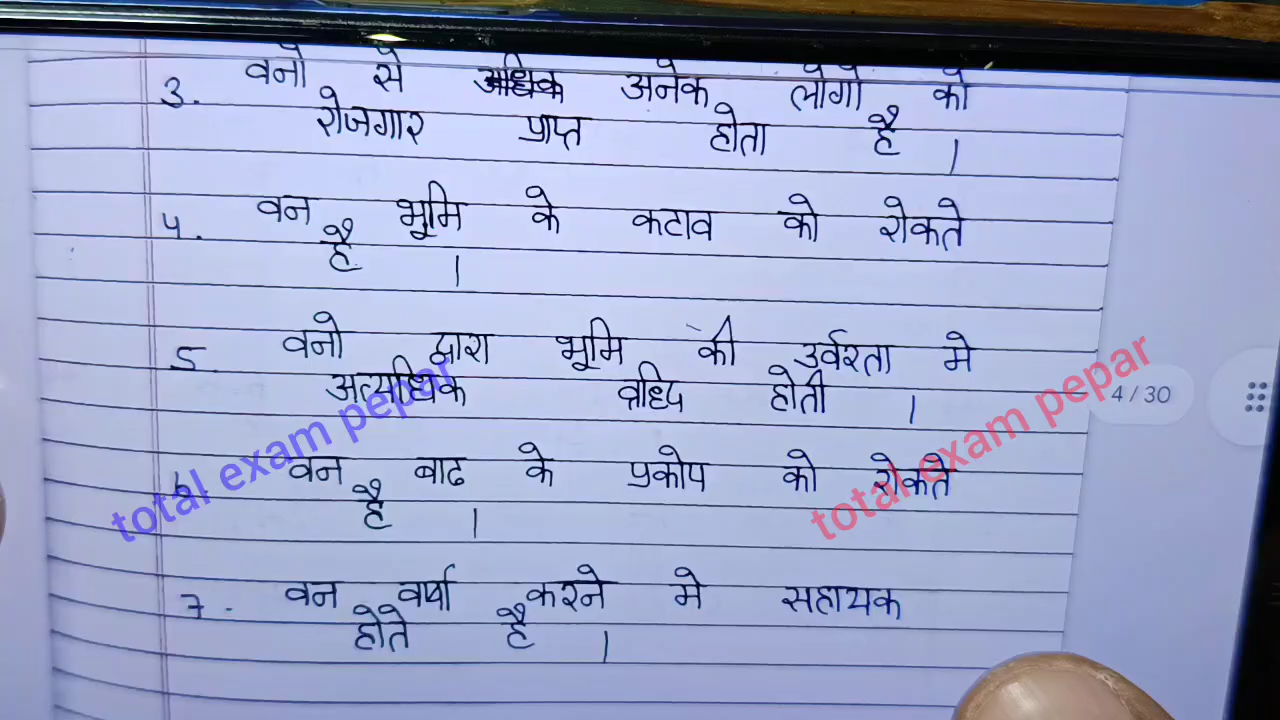 3. वनो से अधिक अनेक लोगो को
रोजगार प्राप्त होता है ।
4. वन भूमि के कटाव को रोकते
है ।
5. वनो द्वारा भूमि की उर्वरता मे
अत्यधिक व्रध्दि होती ।
6. वन बाढ के प्रकोप को रोकते
है ।
7. वन वर्षा करने मे सहायक
होते है ।
total exam pepar
total exam pepar
4 / 30